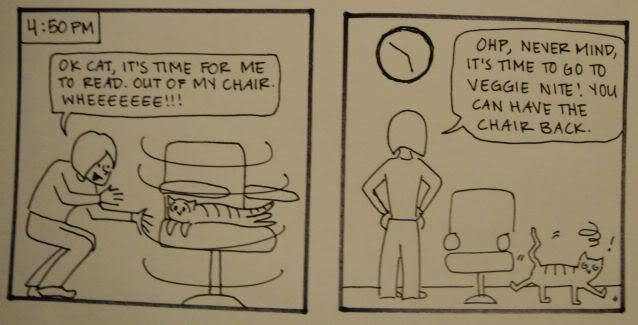 4:50 PM
OK CAT, IT'S TIME FOR ME
TO READ. OUT OF MY CHAIR.
WHEEEEEEE!!!
OHP, NEVER MIND,
IT'S TIME TO GO TO
VEGGIE NITE! YOU
CAN HAVE THE
CHAIR BACK.
!